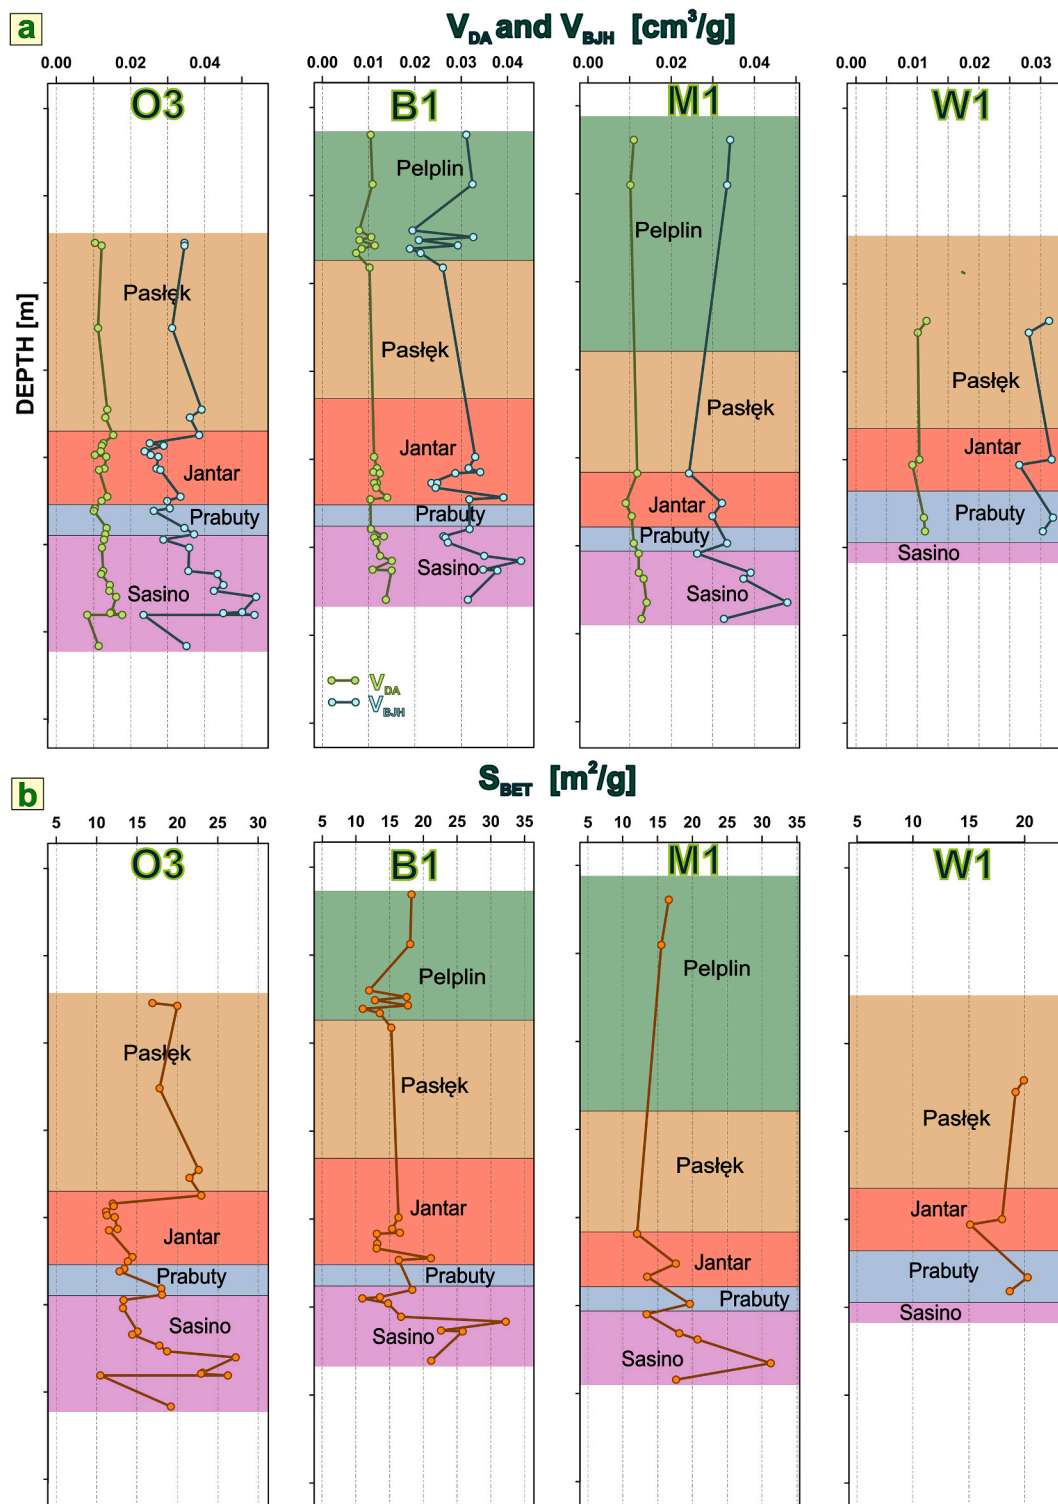 a
V_DA and V_BJH [cm³/g]
0.00 0.02 0.04
0.00 0.01 0.02 0.03 0.04
0.00 0.02 0.04
0.00 0.01 0.02 0.03
O3
B1
M1
W1
DEPTH [m]
Pelplin
Pelplin
Pasłęk
Pasłęk
Pasłęk
Pasłęk
Jantar
Jantar
Jantar
Jantar
Prabuty
Prabuty
Prabuty
Prabuty
Sasino
Sasino
Sasino
Sasino
V_DA
V_BJH
b
S_BET [m²/g]
5 10 15 20 25 30
5 10 15 20 25 30 35
5 10 15 20 25 30 35
5 10 15 20
O3
B1
M1
W1
Pelplin
Pelplin
Pasłęk
Pasłęk
Pasłęk
Pasłęk
Jantar
Jantar
Jantar
Jantar
Prabuty
Prabuty
Prabuty
Prabuty
Sasino
Sasino
Sasino
Sasino